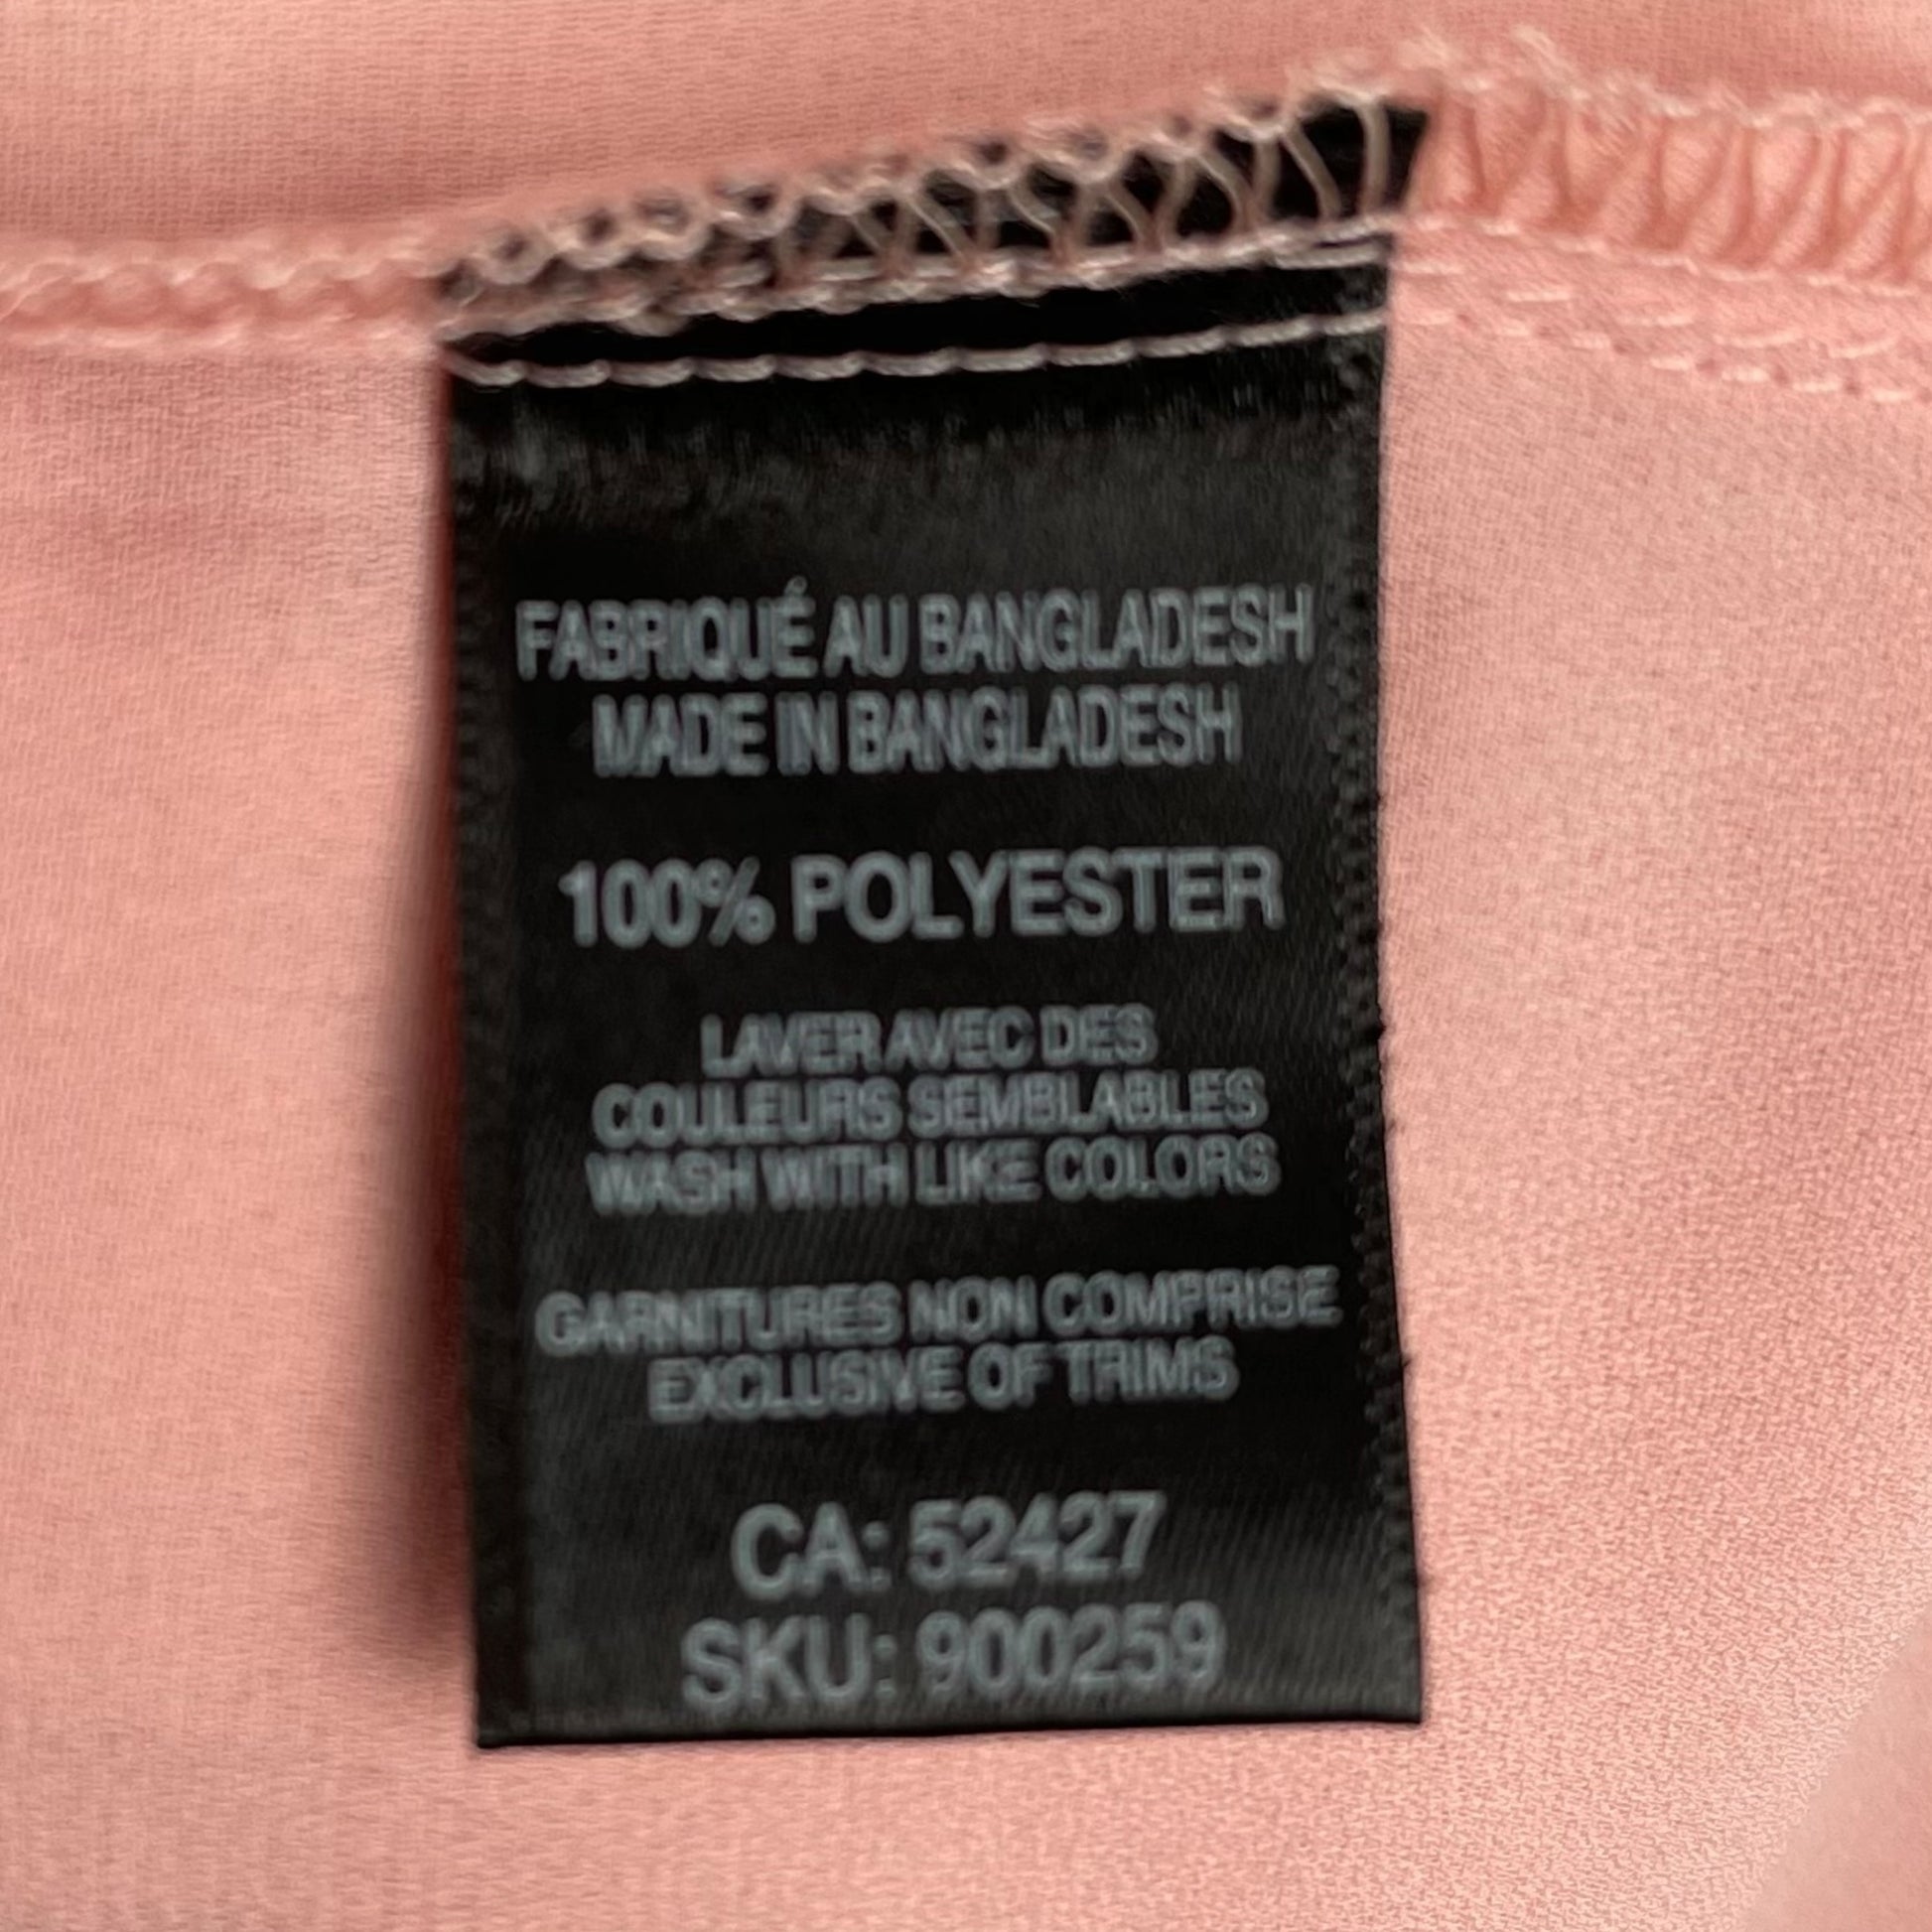 FABRIQUÉ AU BANGLADESH
MADE IN BANGLADESH
100% POLYESTER
LAVER AVEC DES
COULEURS SEMBLABLES
WASH WITH LIKE COLORS
GARNITURES NON COMPRISE
EXCLUSIVE OF TRIMS
CA: 52427
SKU: 900259